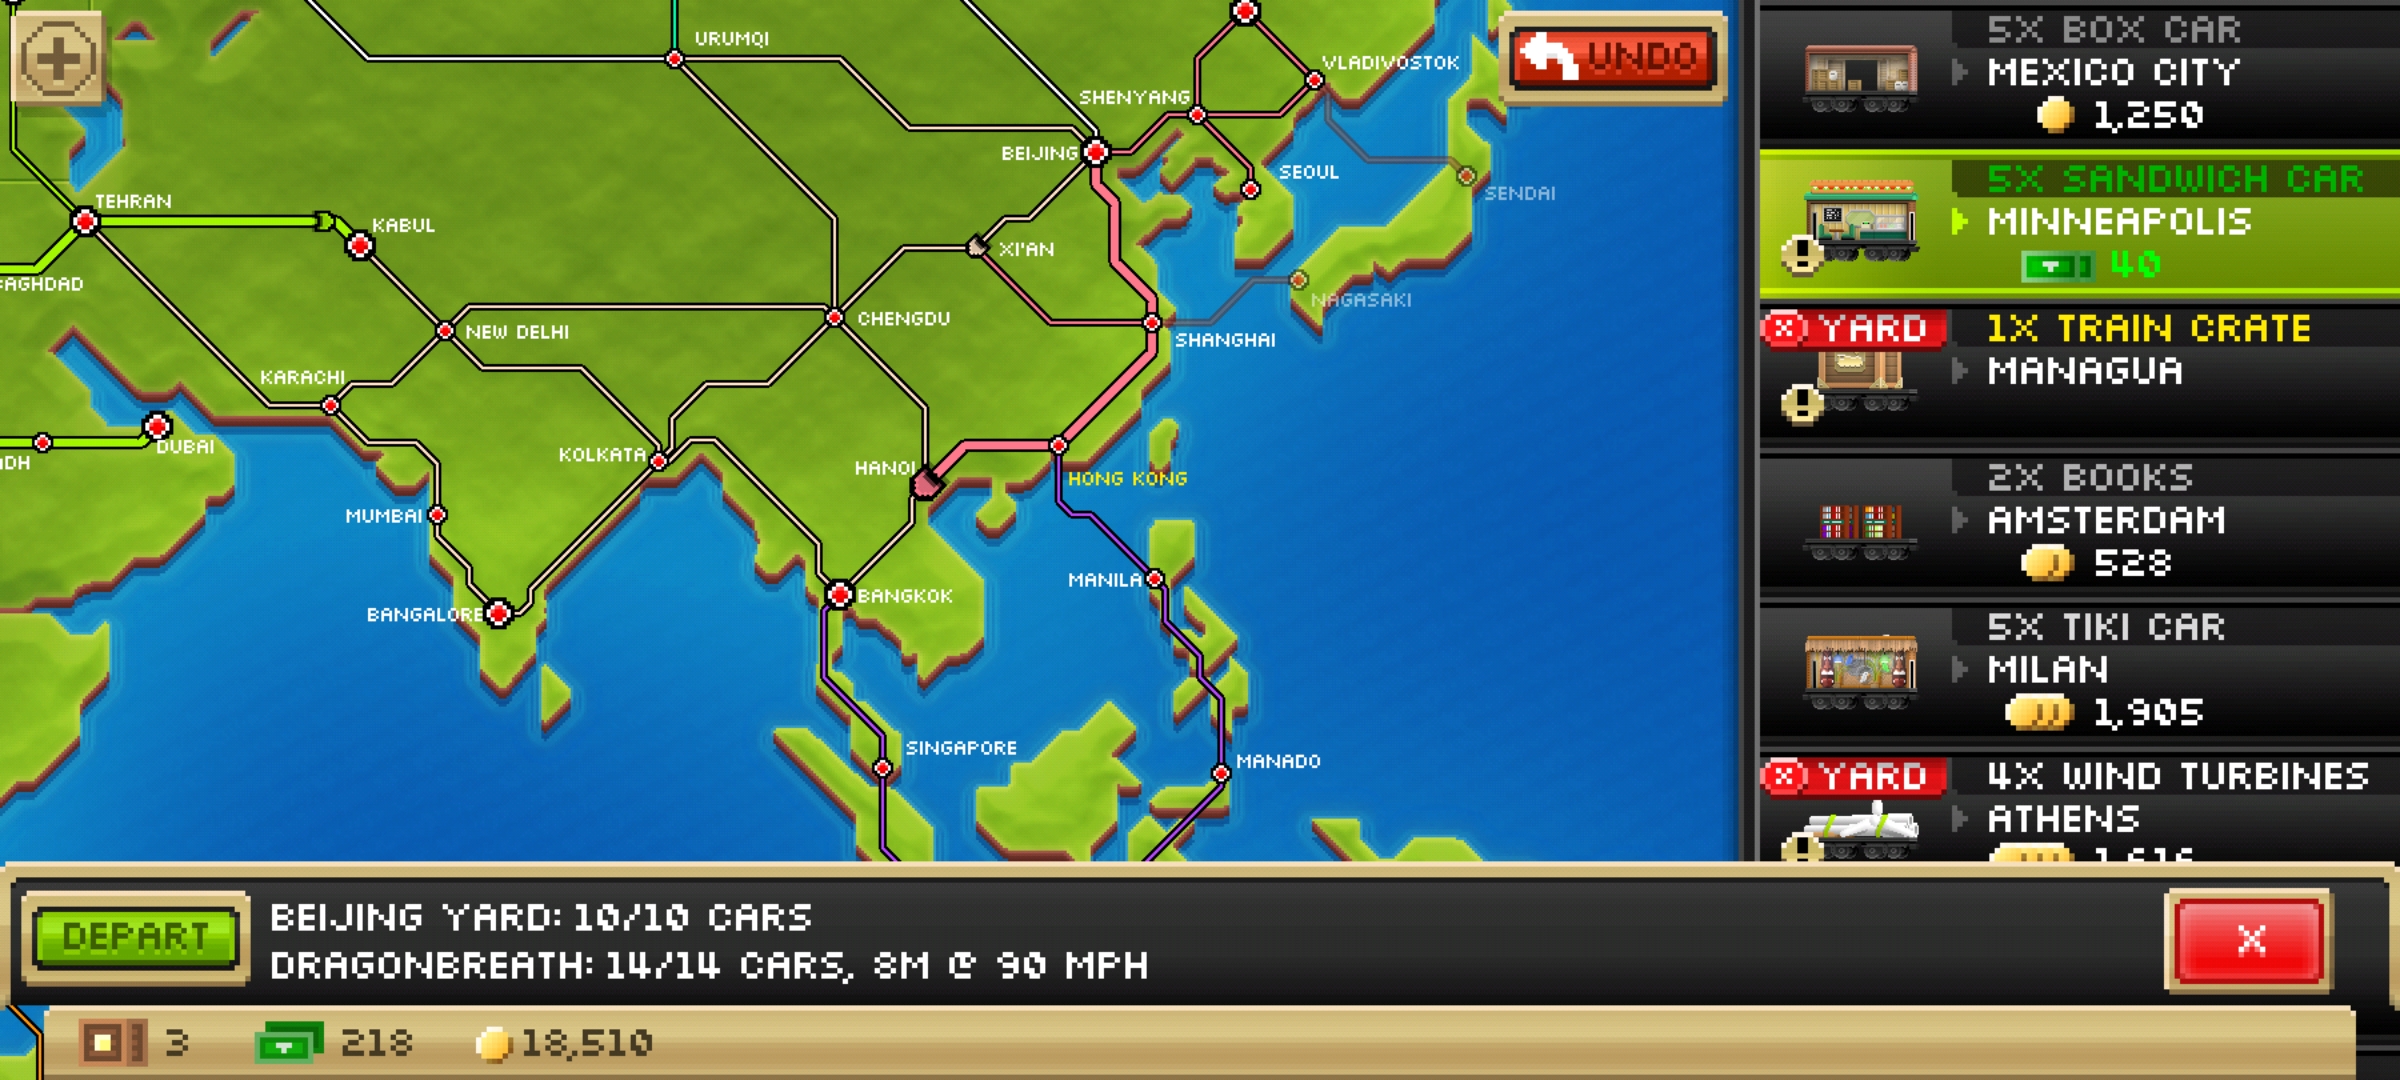 URUMQI
VLADIVOSTOK
UNDO
SHENYANG
BEIJING
SEOUL
SENDAI
TEHRAN
KABUL
XI'AN
AGHDAD
NAGASAKI
NEW DELHI
CHENGDU
SHANGHAI
KARACHI
DUBAI
DH
KOLKATA
HANOI
HONG KONG
MUMBAI
MANILA
BANGALORE
BANGKOK
SINGAPORE
MANADO
5X BOX CAR
MEXICO CITY
1,250
5X SANDWICH CAR
MINNEAPOLIS
40
YARD
1X TRAIN CRATE
MANAGUA
2X BOOKS
AMSTERDAM
528
5X TIKI CAR
MILAN
1,905
YARD
4X WIND TURBINES
ATHENS
1,616
DEPART
BEIJING YARD: 10/10 CARS
DRAGONBREATH: 14/14 CARS, 8M @ 90 MPH
X
3
218
18,510